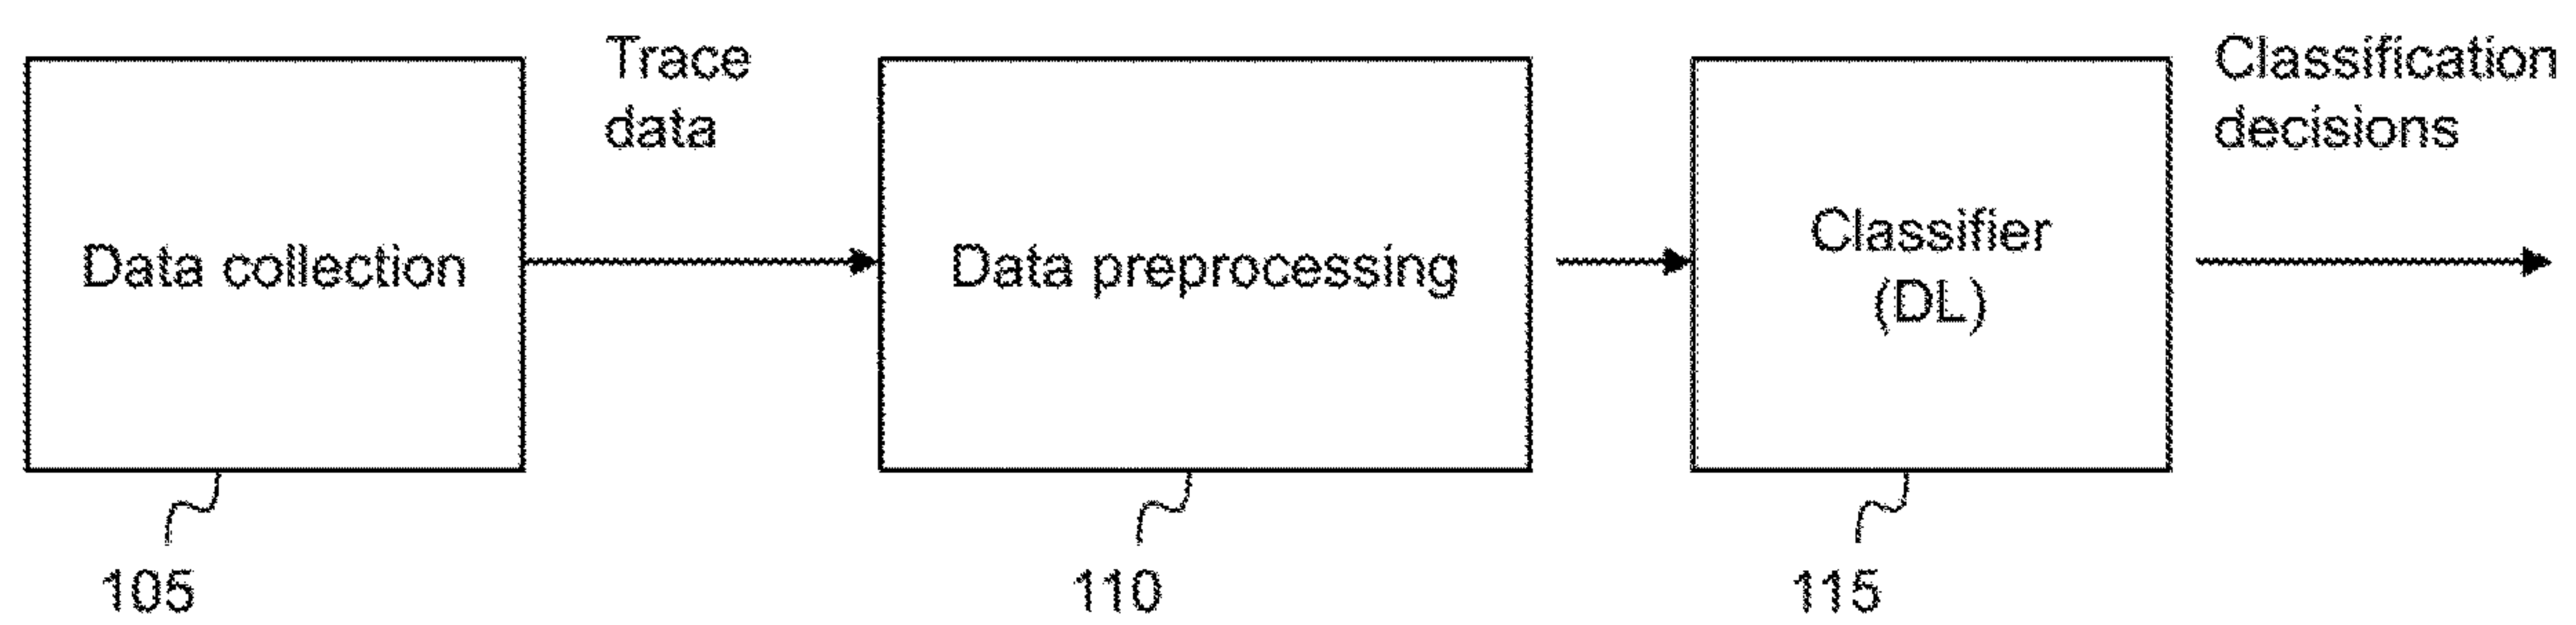 Trace
data
Classification
decisions
Data collection
Data preprocessing
Classifier
(DL)
105
110
115